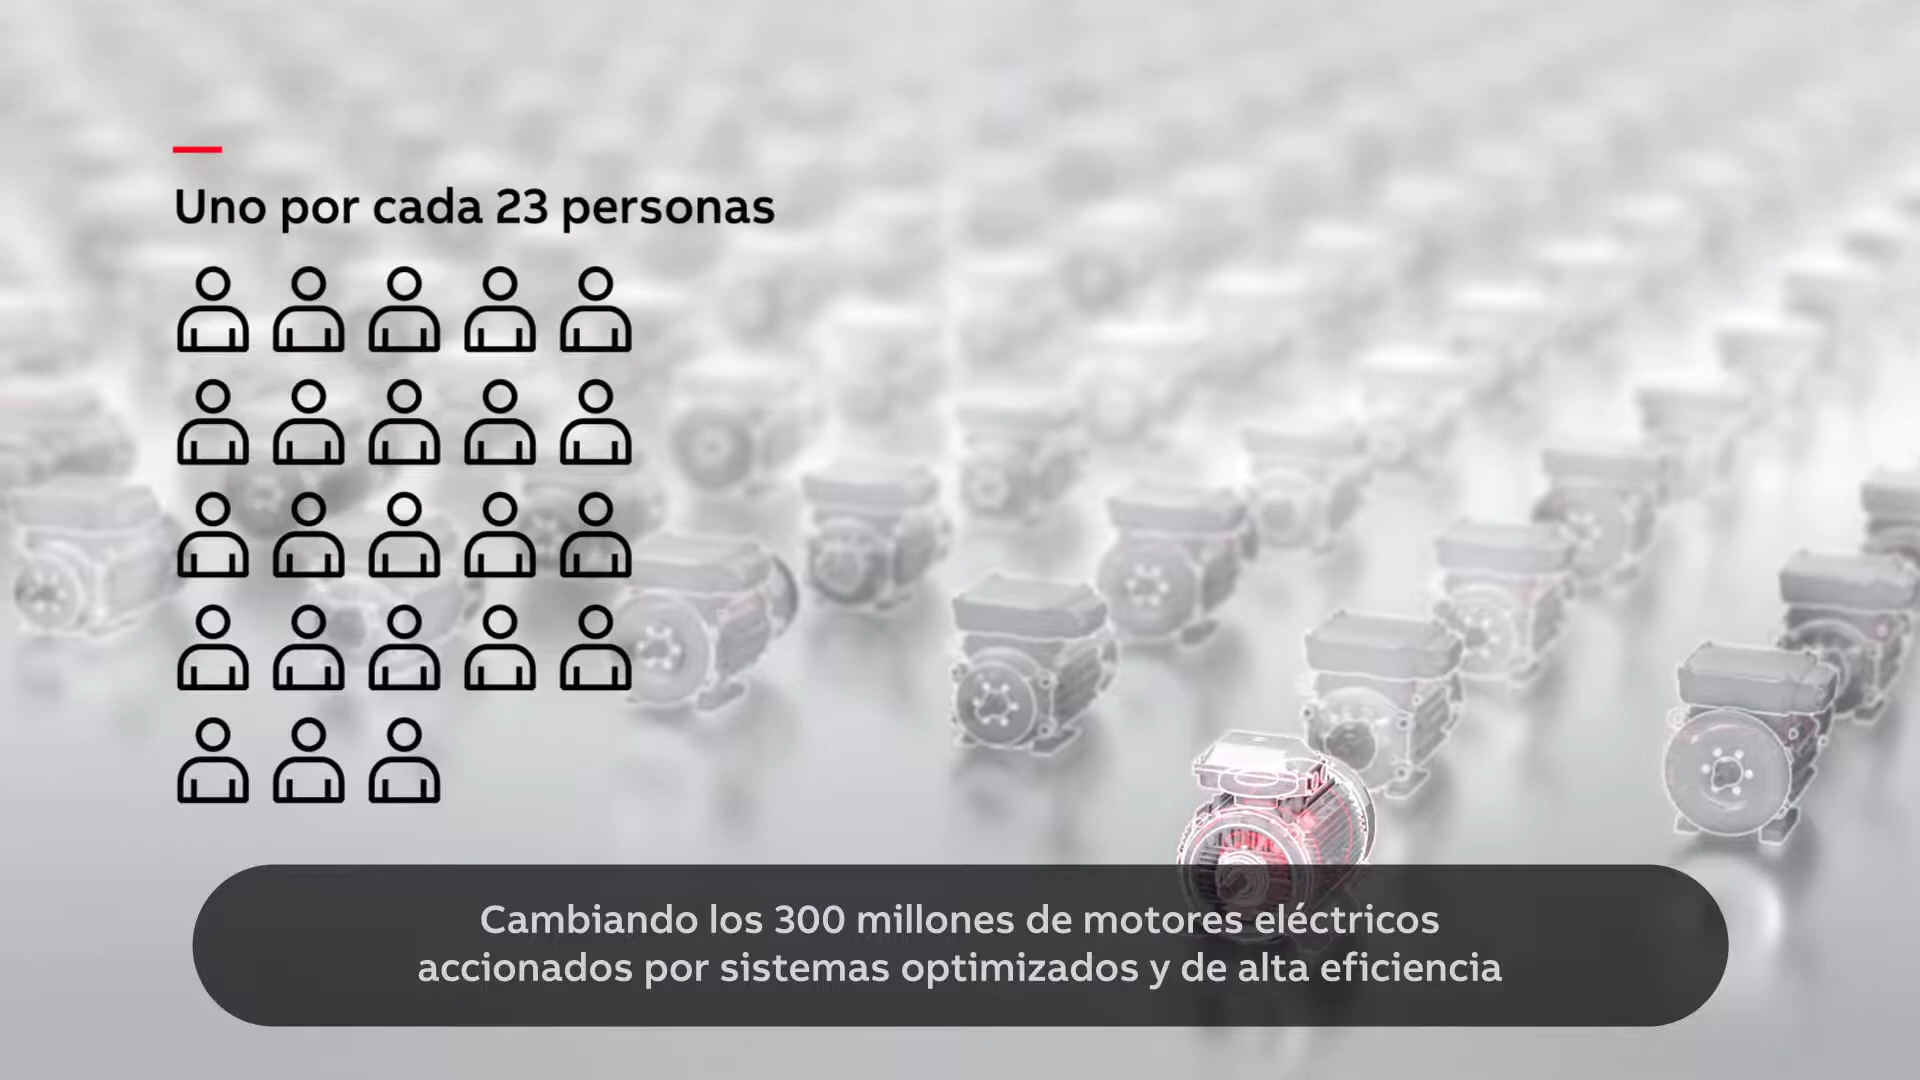 Uno por cada 23 personas
Cambiando los 300 millones de motores eléctricos
accionados por sistemas optimizados y de alta eficiencia